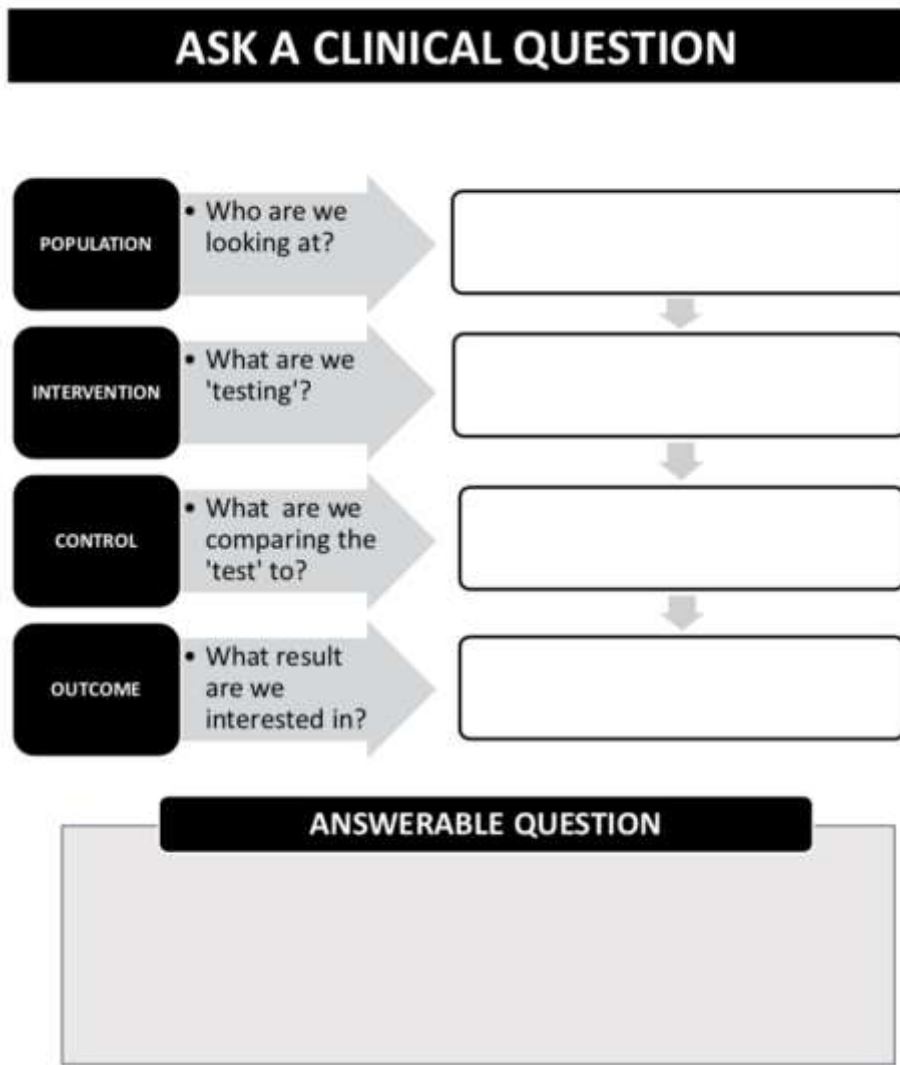 ASK A CLINICAL QUESTION
POPULATION
• Who are we
looking at?
INTERVENTION
• What are we
'testing'?
CONTROL
• What  are we
comparing the
'test' to?
OUTCOME
• What result
are we
interested in?
ANSWERABLE QUESTION